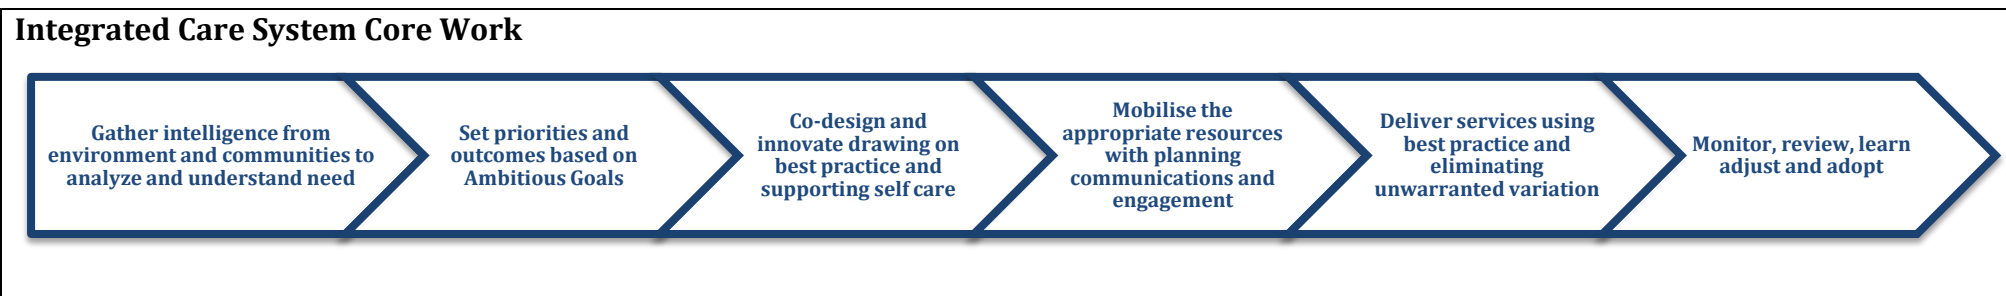 Integrated Care System Core Work
Gather intelligence from
environment and communities to
analyze and understand need
Set priorities and
outcomes based on
Ambitious Goals
Co-design and
innovate drawing on
best practice and
supporting self care
Mobilise the
appropriate resources
with planning
communications and
engagement
Deliver services using
best practice and
eliminating
unwarranted variation
Monitor, review, learn
adjust and adopt